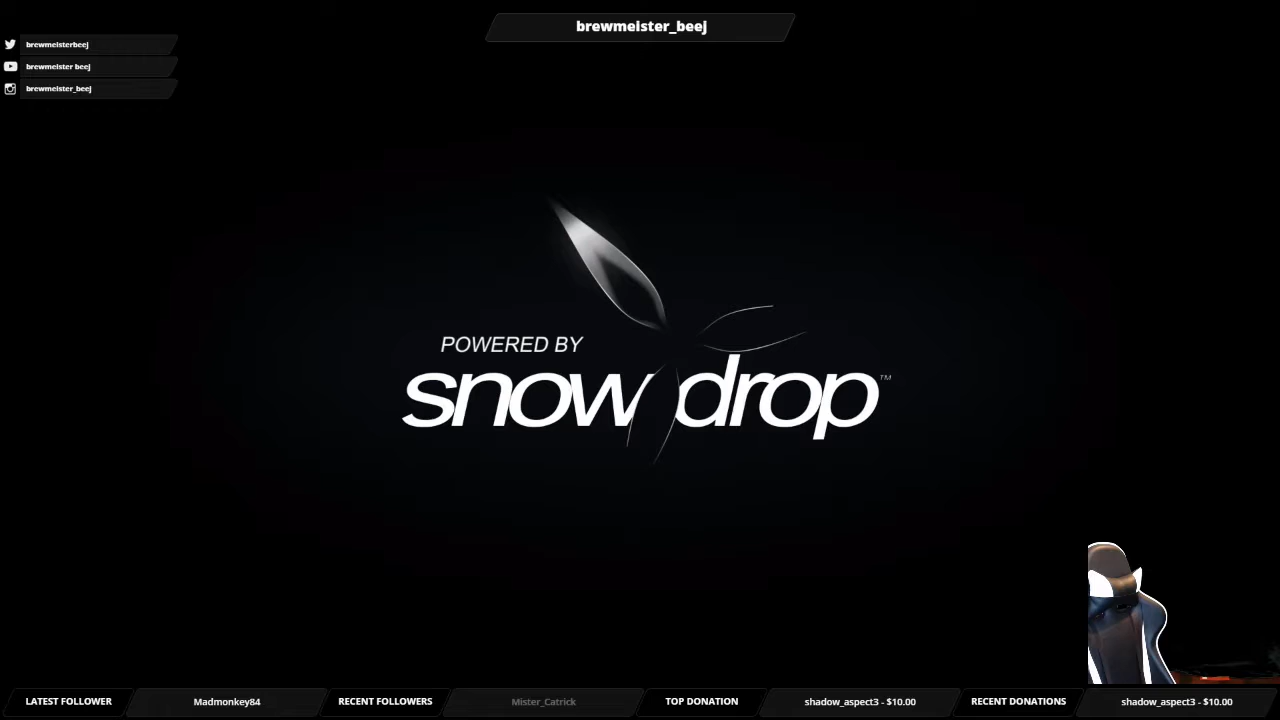 brewmeister_beej
brewmeisterbeej
brewmeister beej
brewmeister_beej
POWERED BY
snowdrop™
LATEST FOLLOWER Madmonkey84 RECENT FOLLOWERS Mister_Catrick TOP DONATION shadow_aspect3 - $10.00 RECENT DONATIONS shadow_aspect3 - $10.00